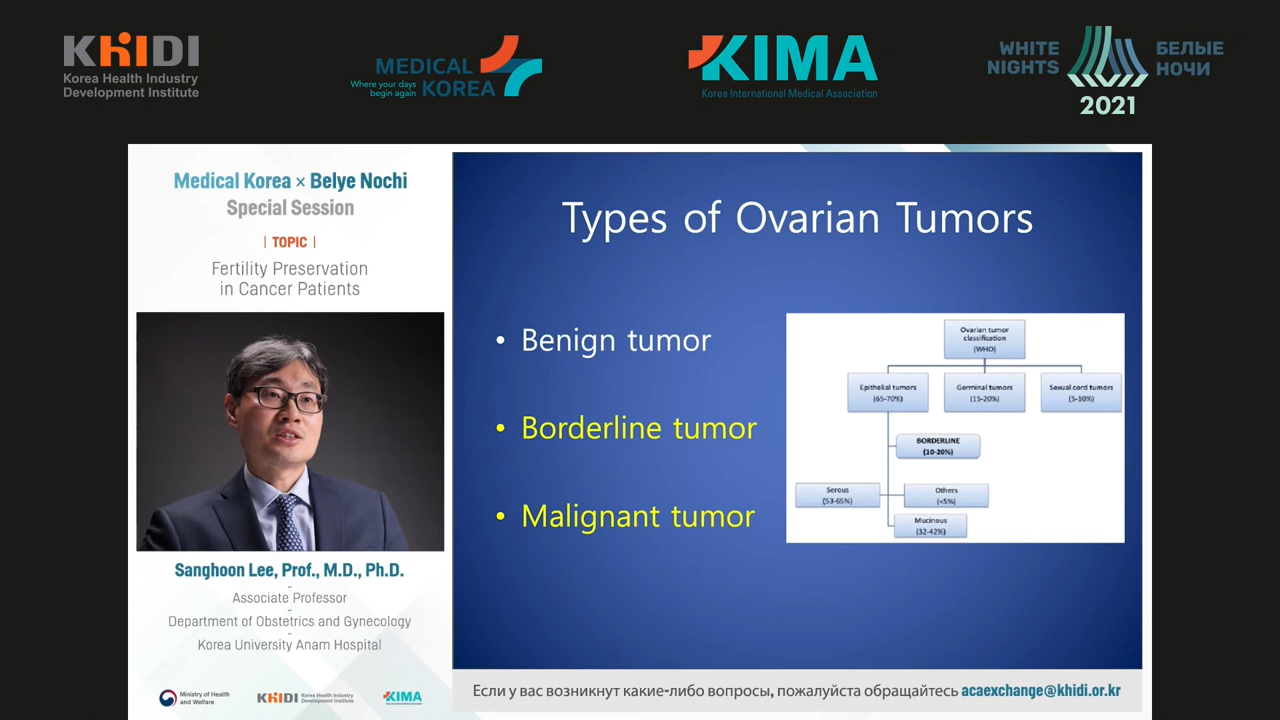 KHIDI
Korea Health Industry
Development Institute
MEDICAL
Where your days
begin again
KOREA
KIMA
Korea International Medical Association
WHITE
NIGHTS
БЕЛЫЕ
НОЧИ
2021
Medical Korea × Belye Nochi
Special Session
| TOPIC |
Fertility Preservation
in Cancer Patients
Sanghoon Lee, Prof., M.D., Ph.D.
Associate Professor
Department of Obstetrics and Gynecology
Korea University Anam Hospital
Ministry of Health
and Welfare
KHIDI
Korea Health Industry
Development Institute
KIMA
Types of Ovarian Tumors
• Benign tumor
• Borderline tumor
• Malignant tumor
Ovarian tumor
classification
(WHO)
Epithelial tumors
(65-70%)
Germinal tumors
(15-20%)
Sexual cord tumors
(5-10%)
BORDERLINE
(10-20%)
Serous
(53-65%)
Others
(<5%)
Mucinous
(32-42%)
Если у вас возникнут какие-либо вопросы, пожалуйста обращайтесь acaexchange@khidi.or.kr